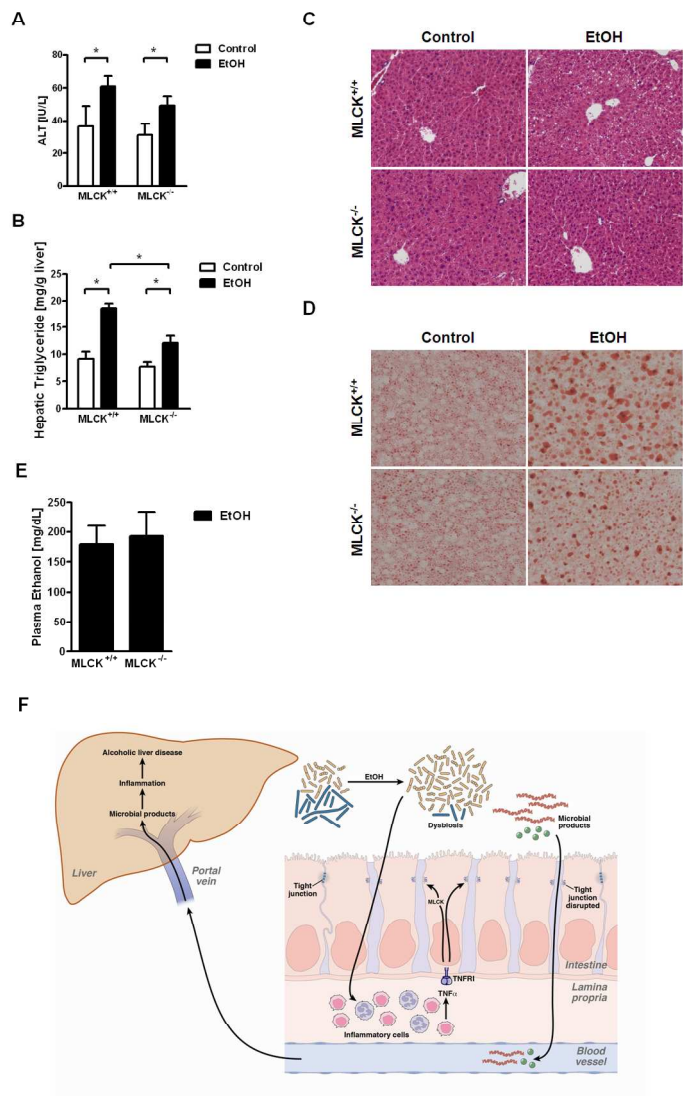 A
Control
EtOH
ALT [IU/L]
80
60
40
20
0
*
*
MLCK+/+
MLCK-/-
B
Control
EtOH
Hepatic Triglyceride [mg/g liver]
25
20
15
10
5
0
*
*
*
MLCK+/+
MLCK-/-
C
Control
EtOH
MLCK+/+
MLCK-/-
D
Control
EtOH
MLCK+/+
MLCK-/-
E
EtOH
Plasma Ethanol [mg/dL]
250
200
150
100
50
0
MLCK+/+
MLCK-/-
F
Alcoholic liver disease
Inflammation
Microbial products
Liver
Portal
vein
EtOH
Dysbiosis
Microbial
products
Tight
junction
MLCK
Tight
junction
disrupted
TNFRI
TNFα
Intestine
Lamina
propria
Inflammatory cells
Blood
vessel